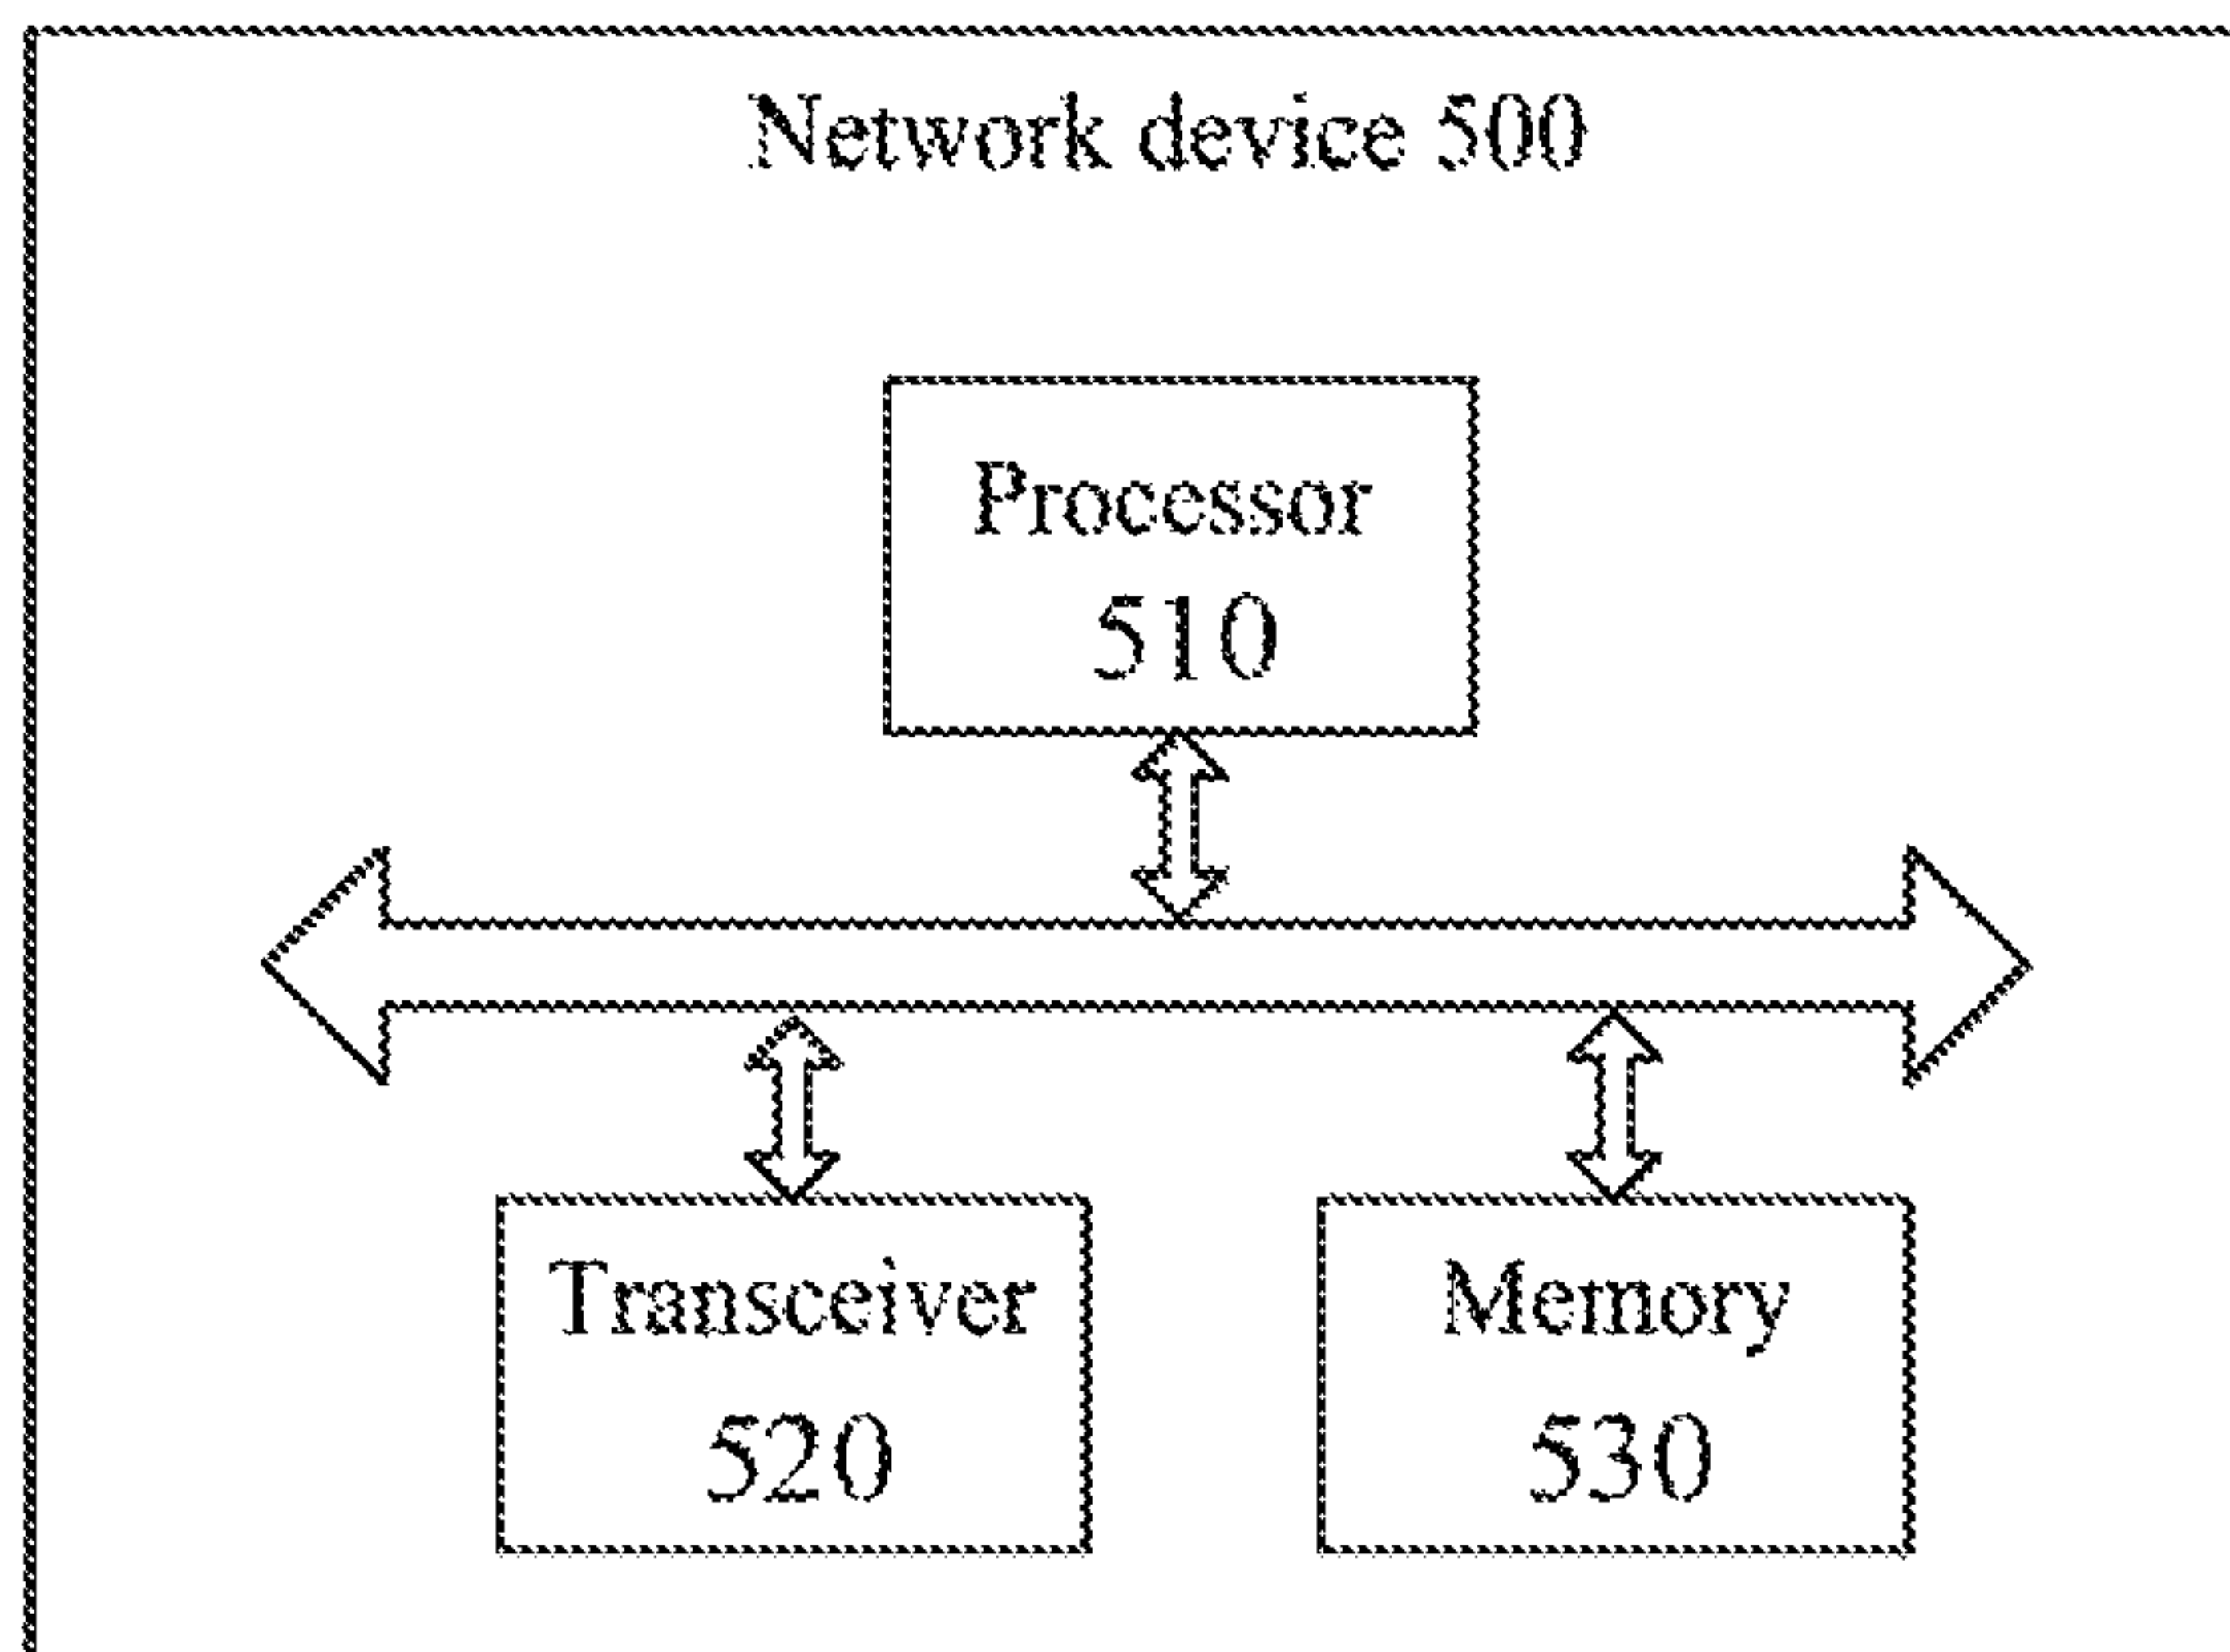 Network device 500
Processor
510
Transceiver
520
Memory
530